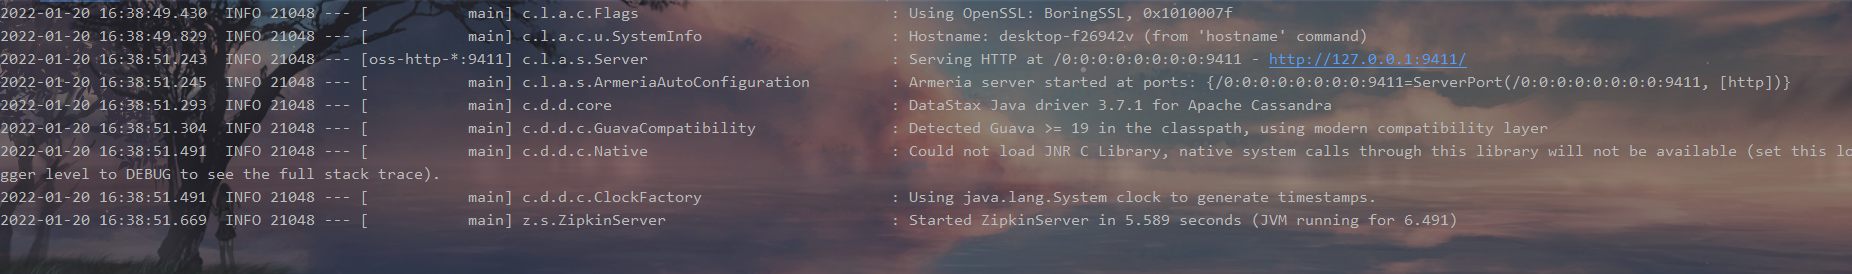 2022-01-20 16:38:49.430  INFO 21048 --- [           main] c.l.a.c.Flags                            : Using OpenSSL: BoringSSL, 0x1010007f
2022-01-20 16:38:49.829  INFO 21048 --- [           main] c.l.a.c.u.SystemInfo                     : Hostname: desktop-f26942v (from 'hostname' command)
2022-01-20 16:38:51.243  INFO 21048 --- [oss-http-*:9411] c.l.a.s.Server                           : Serving HTTP at /0:0:0:0:0:0:0:0:9411 - http://127.0.0.1:9411/
2022-01-20 16:38:51.245  INFO 21048 --- [           main] c.l.a.s.ArmeriaAutoConfiguration         : Armeria server started at ports: {/0:0:0:0:0:0:0:0:9411=ServerPort(/0:0:0:0:0:0:0:0:9411, [http])}
2022-01-20 16:38:51.293  INFO 21048 --- [           main] c.d.d.core                               : DataStax Java driver 3.7.1 for Apache Cassandra
2022-01-20 16:38:51.304  INFO 21048 --- [           main] c.d.d.c.GuavaCompatibility               : Detected Guava >= 19 in the classpath, using modern compatibility layer
2022-01-20 16:38:51.491  INFO 21048 --- [           main] c.d.d.c.Native                           : Could not load JNR C Library, native system calls through this library will not be available (set this lo
gger level to DEBUG to see the full stack trace).
2022-01-20 16:38:51.491  INFO 21048 --- [           main] c.d.d.c.ClockFactory                     : Using java.lang.System clock to generate timestamps.
2022-01-20 16:38:51.669  INFO 21048 --- [           main] z.s.ZipkinServer                         : Started ZipkinServer in 5.589 seconds (JVM running for 6.491)